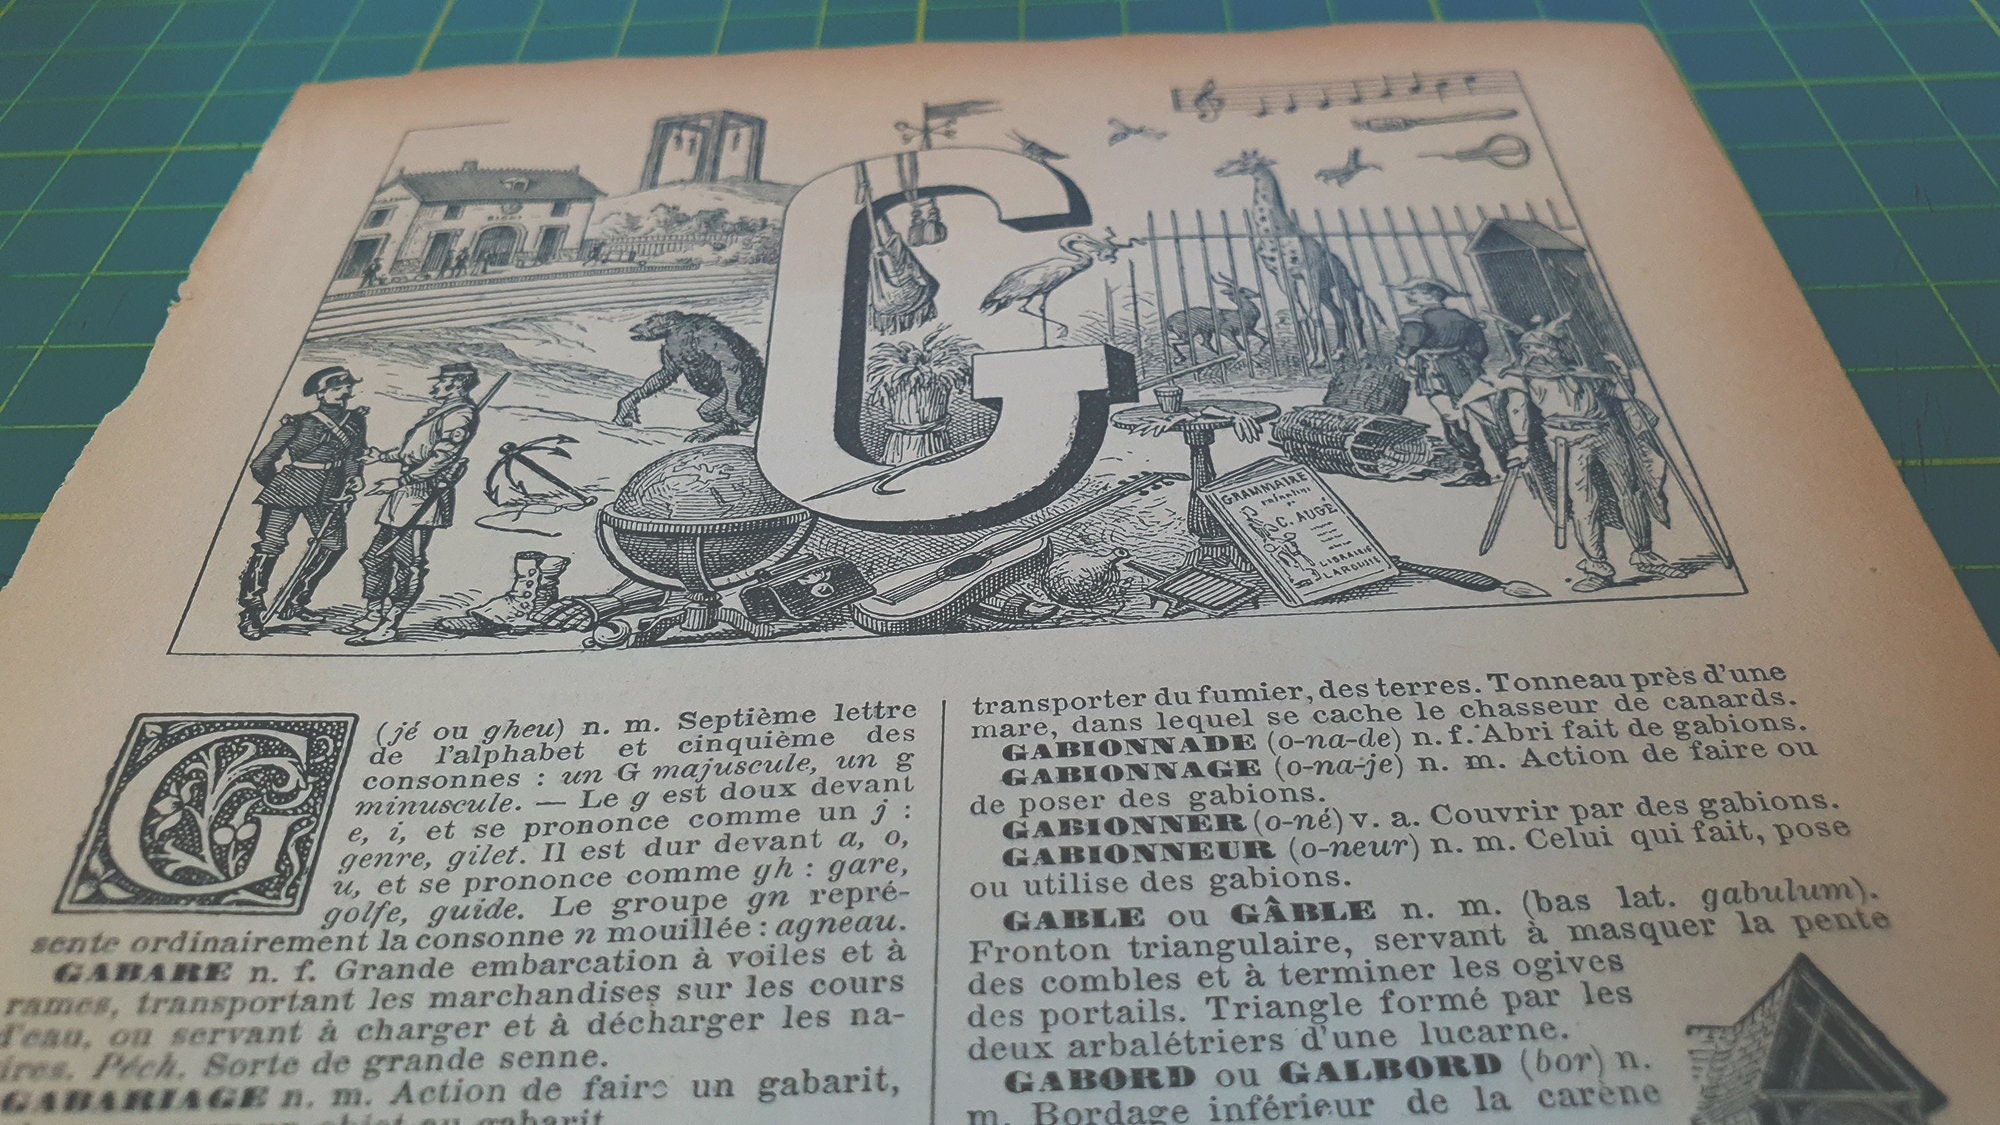 GRAMMAIRE
C. AUGÉ
LIBRAIRIE
LAROUSSE
G
(jé ou gheu) n. m. Septième lettre
de l'alphabet et cinquième des
consonnes : un G majuscule, un g
minuscule. — Le g est doux devant
e, i, et se prononce comme un j :
genre, gilet. Il est dur devant a, o,
u, et se prononce comme gh : gare,
golfe, guide. Le groupe gn repré-
sente ordinairement la consonne n mouillée : agneau.
GABARE n. f. Grande embarcation à voiles et à
rames, transportant les marchandises sur les cours
d'eau, ou servant à charger et à décharger les na-
ires. Péch. Sorte de grande senne.
GABARIAGE n. m. Action de faire un gabarit,
objet au gabarit.
transporter du fumier, des terres. Tonneau près d'une
mare, dans lequel se cache le chasseur de canards.
GABIONNADE (o-na-de) n. f. Abri fait de gabions.
GABIONNAGE (o-na-je) n. m. Action de faire ou
de poser des gabions.
GABIONNER (o-né) v. a. Couvrir par des gabions.
GABIONNEUR (o-neur) n. m. Celui qui fait, pose
ou utilise des gabions.
GABLE ou GÂBLE n. m. (bas lat. gabulum).
Fronton triangulaire, servant à masquer la pente
des combles et à terminer les ogives
des portails. Triangle formé par les
deux arbalétriers d'une lucarne.
GABORD ou GALBORD (bor) n.
m. Bordage inférieur de la carène